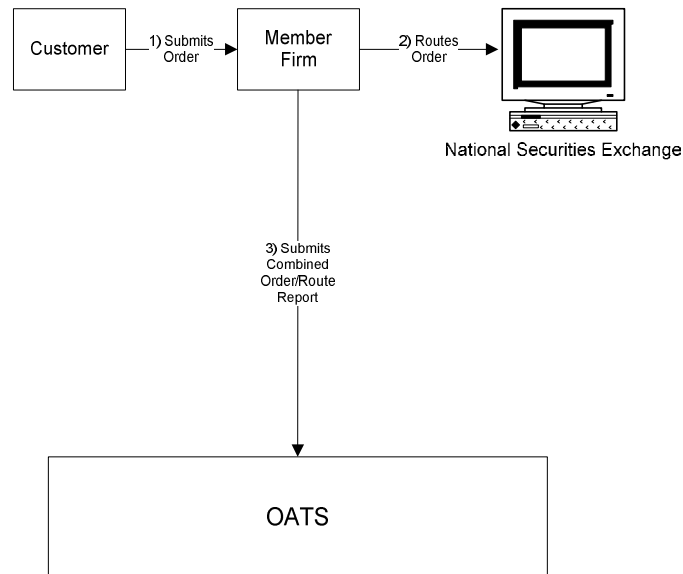 Customer
1) Submits
Order
Member
Firm
2) Routes
Order
National Securities Exchange
3) Submits
Combined
Order/Route
Report
OATS